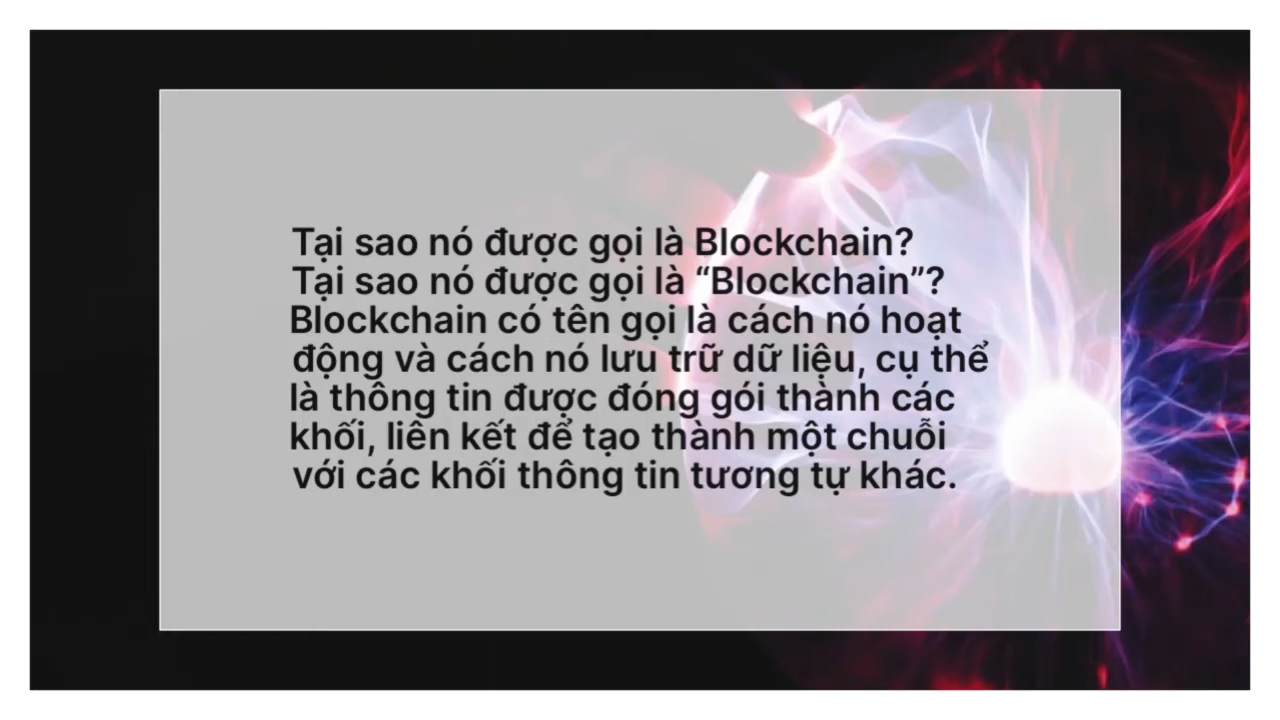 Tại sao nó được gọi là Blockchain?
Tại sao nó được gọi là “Blockchain”?
Blockchain có tên gọi là cách nó hoạt
động và cách nó lưu trữ dữ liệu, cụ thể
là thông tin được đóng gói thành các
khối, liên kết để tạo thành một chuỗi
với các khối thông tin tương tự khác.